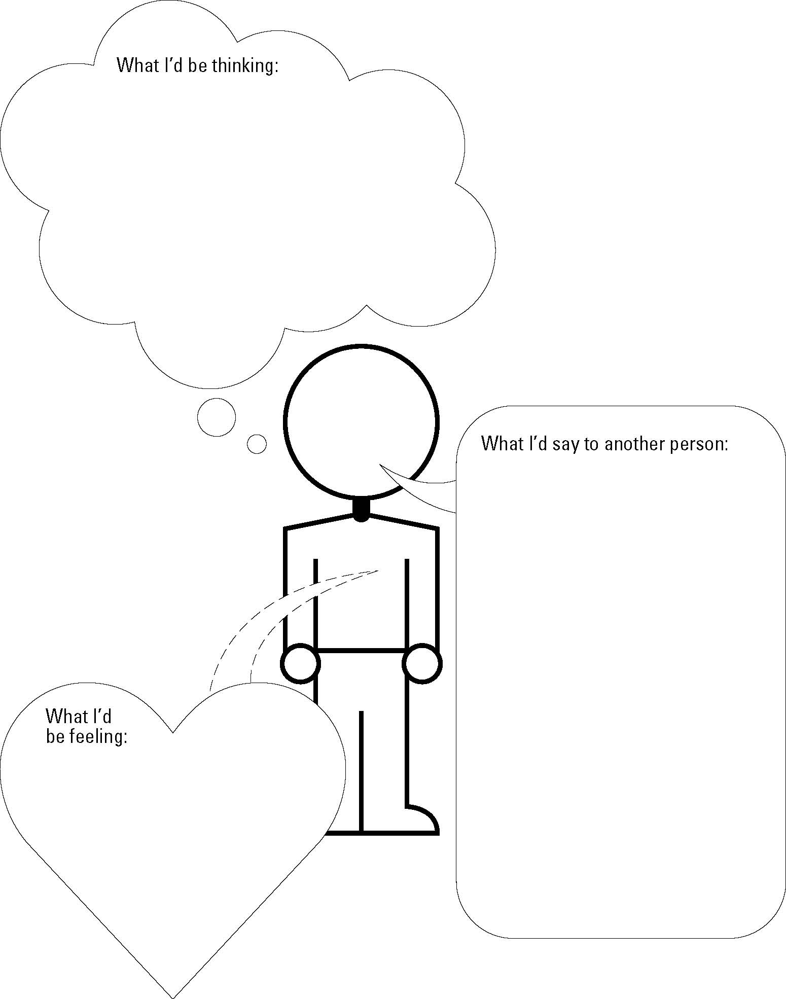 What I’d be thinking:
What I’d say to another person:
What I’d
be feeling: